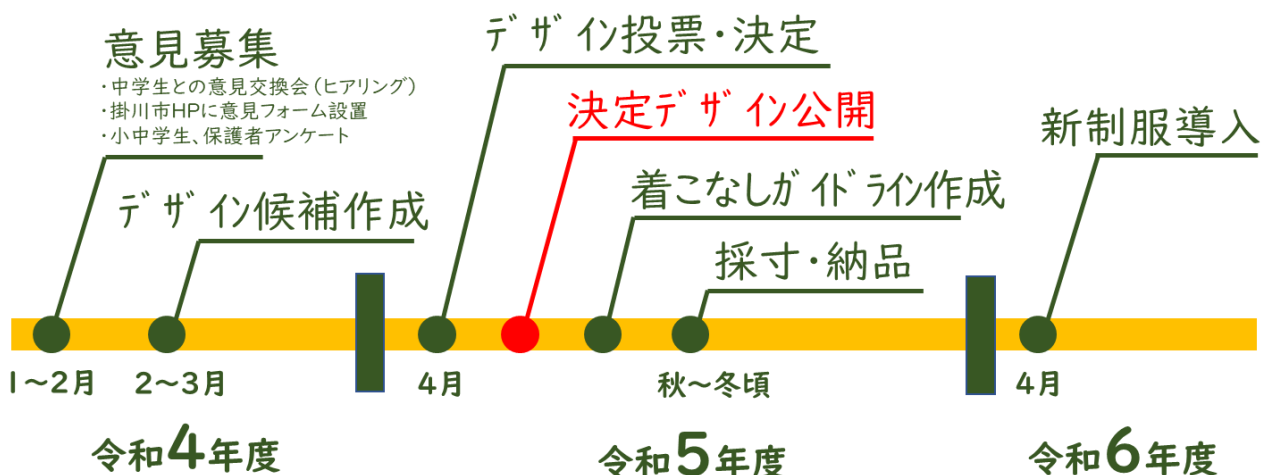 意見募集
・中学生との意見交換会（ヒアリング）
・掛川市HPに意見フォーム設置
・小中学生、保護者アンケート
デザイン候補作成
デザイン投票・決定
決定デザイン公開
着こなしガイドライン作成
採寸・納品
新制服導入
1～2月
2～3月
4月
秋～冬頃
4月
令和4年度
令和5年度
令和6年度